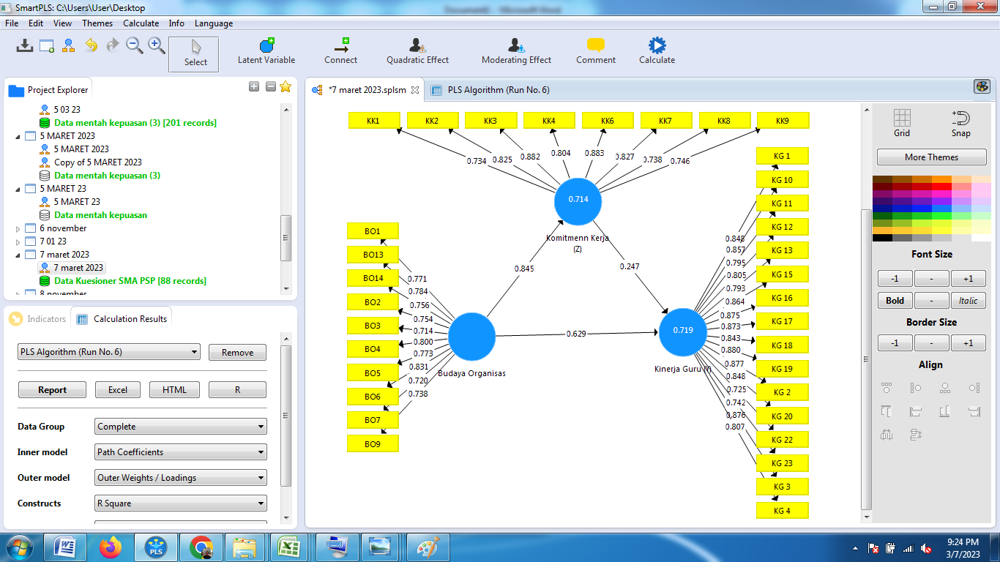 SmartPLS: C:\Users\User\Desktop
File Edit View Themes Calculate Info Language
Select
Latent Variable
Connect
Quadratic Effect
Moderating Effect
Comment
Calculate
Project Explorer
5 03 23
Data mentah kepuasan (3) [201 records]
5 MARET 2023
5 MARET 2023
Copy of 5 MARET 2023
Data mentah kepuasan (3)
5 MARET 23
5 MARET 23
Data mentah kepuasan
6 november
7 01 23
7 maret 2023
7 maret 2023
Data Kuesioner SMA PSP [88 records]
8 november
Indicators
Calculation Results
PLS Algorithm (Run No. 6)
Remove
Report
Excel
HTML
R
Data Group
Complete
Inner model
Path Coefficients
Outer model
Outer Weights / Loadings
Constructs
R Square
*7 maret 2023.splsm
PLS Algorithm (Run No. 6)
KK1 KK2 KK3 KK4 KK6 KK7 KK8 KK9
0.734 0.825 0.882 0.804 0.883 0.827 0.738 0.746
0.714
Komitmenn Kerja
(Z)
0.845
0.247
0.629
BO1
BO13
BO14
BO2
BO3
BO4
BO5
BO6
BO7
BO9
0.771
0.784
0.756
0.754
0.714
0.800
0.773
0.831
0.720
0.738
Budaya Organisas
0.719
Kinerja Guru (Y)
0.848
0.857
0.795
0.805
0.793
0.864
0.875
0.873
0.843
0.880
0.877
0.848
0.725
0.742
0.876
0.807
KG 1
KG 10
KG 11
KG 12
KG 13
KG 15
KG 16
KG 17
KG 18
KG 19
KG 2
KG 20
KG 22
KG 23
KG 3
KG 4
Grid
Snap
More Themes
Font Size
-1 - +1
Bold - Italic
Border Size
-1 - +1
Align
PLS
9:24 PM
3/7/2023